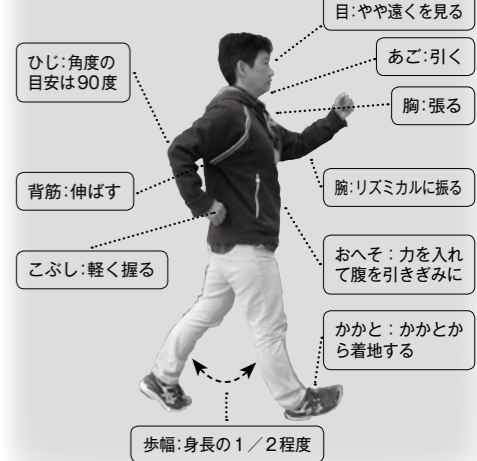 目:やや遠くを見る
あご:引く
胸:張る
腕:リズミカルに振る
おへそ：力を入れ
て腹を引きぎみに
かかと：かかとか
ら着地する
ひじ:角度の
目安は90度
背筋:伸ばす
こぶし:軽く握る
歩幅:身長の1／2程度